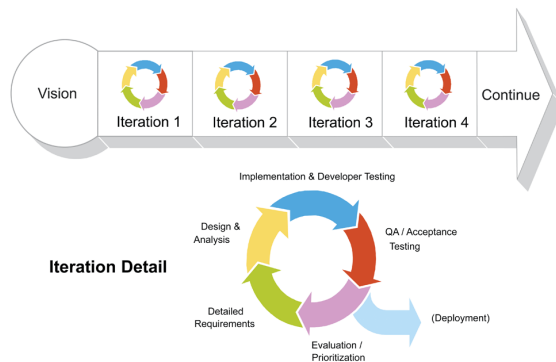 Vision
Iteration 1
Iteration 2
Iteration 3
Iteration 4
Continue
Implementation & Developer Testing
Design &
Analysis
QA / Acceptance
Testing
Iteration Detail
Detailed
Requirements
(Deployment)
Evaluation /
Prioritization